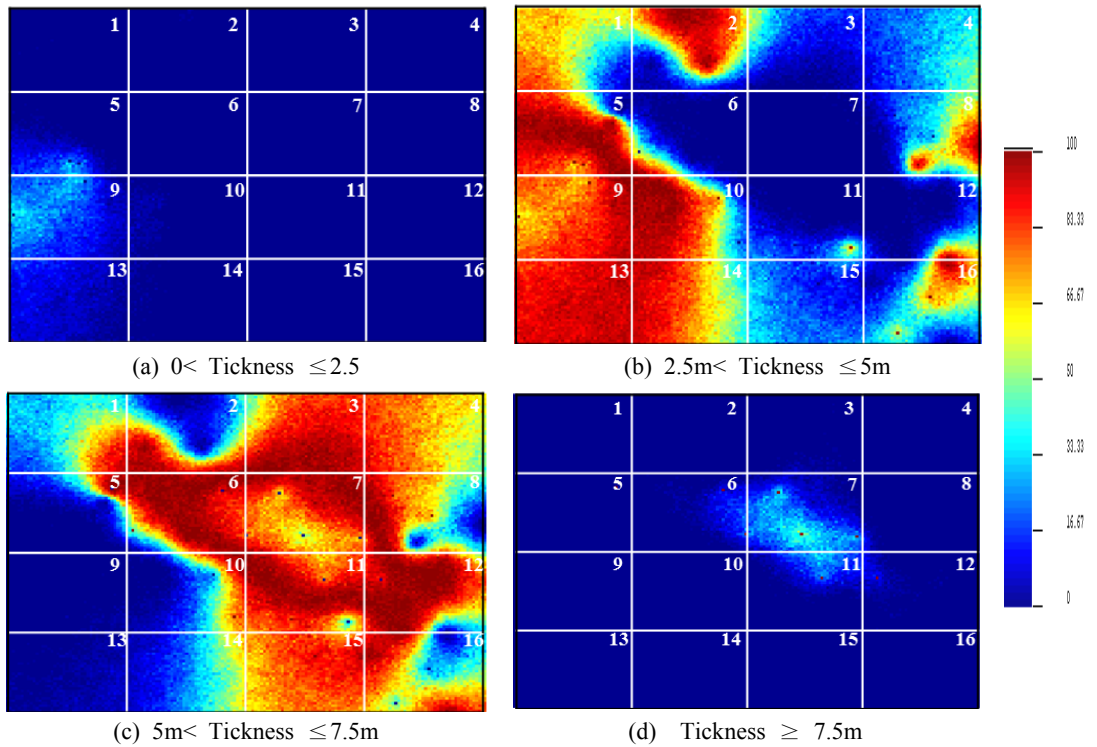 1 2 3 4
5 6 7 8
9 10 11 12
13 14 15 16
(a) 0< Tickness ≤2.5
1 2 3 4
5 6 7 8
9 10 11 12
13 14 15 16
(b) 2.5m< Tickness ≤5m
1 2 3 4
5 6 7 8
9 10 11 12
13 14 15 16
(c) 5m< Tickness ≤7.5m
1 2 3 4
5 6 7 8
9 10 11 12
13 14 15 16
(d) Tickness ≥ 7.5m
100
83.33
66.67
50
33.33
16.67
0